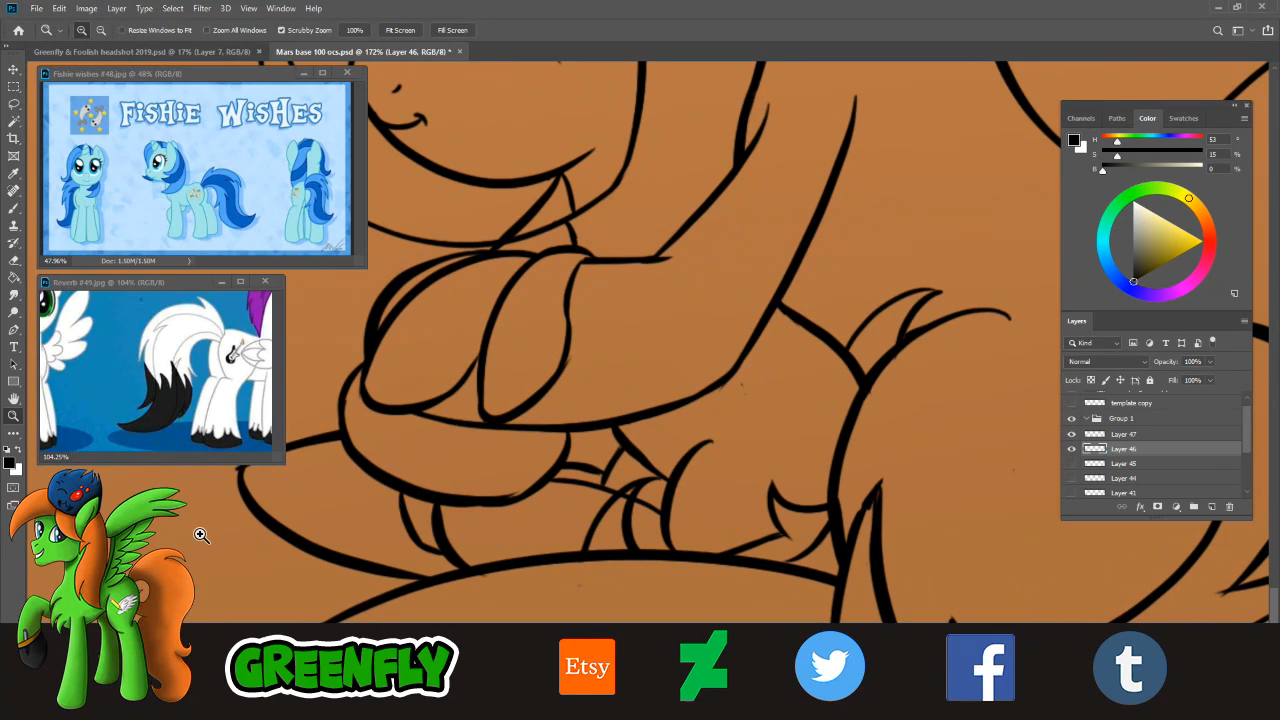 Ps File Edit Image Layer Type Select Filter 3D View Window Help
Resize Windows to Fit Zoom All Windows Scrubby Zoom 100% Fit Screen Fill Screen
Greenfly & Foolish headshot 2019.psd @ 17% (Layer 7, RGB/8) × Mars base 100 ocs.psd @ 172% (Layer 46, RGB/8) * ×
Fishie wishes #48.jpg @ 48% (RGB/8)
Fishie Wishes
47.96% Doc: 1.50M/1.50M
Reverb #49.jpg @ 104% (RGB/8)
104.25%
Channels Paths Color Swatches
H 53 °
S 15 %
B 0 %
Layers
Kind
Normal Opacity: 100%
Lock: Fill: 100%
template copy
Group 1
Layer 47
Layer 46
Layer 45
Layer 44
Layer 41
fx
GREENFLY
Etsy
f
t